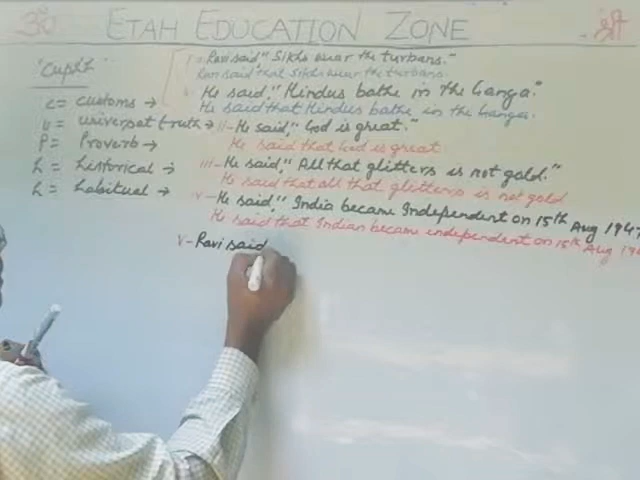 ॐ ETAH EDUCATION ZONE श्री
"cuphh"
c = customs →
u = universal truth →
P = Proverb →
h = historical →
h = habitual →
i - Ravi said "Sikhs wear the turbans."
Ravi said that Sikhs wear the turbans.
He said, "Hindus bathe in the Ganga."
He said that Hindus bathe in the Ganga.
ii - He said, "God is great."
He said that God is great
iii - He said, "All that glitters is not gold."
He said that all that glitters is not gold
iv - He said, "India became Independent on 15th Aug 1947
He said that Indian became independent on 15th Aug 194
v - Ravi said